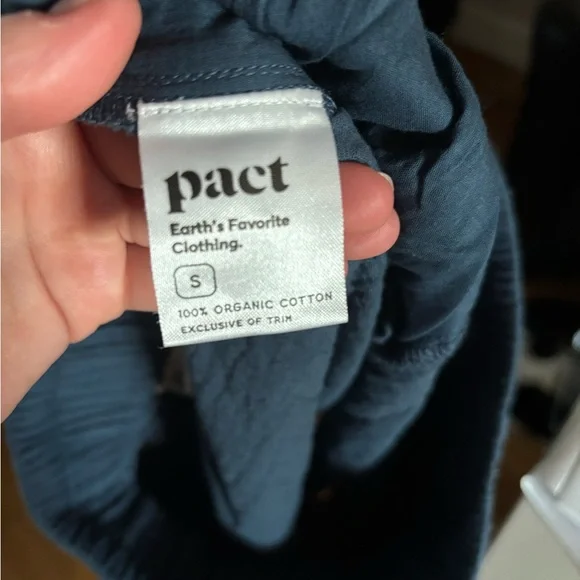 pact
Earth's Favorite
Clothing.
S
100% ORGANIC COTTON
EXCLUSIVE OF TRIM